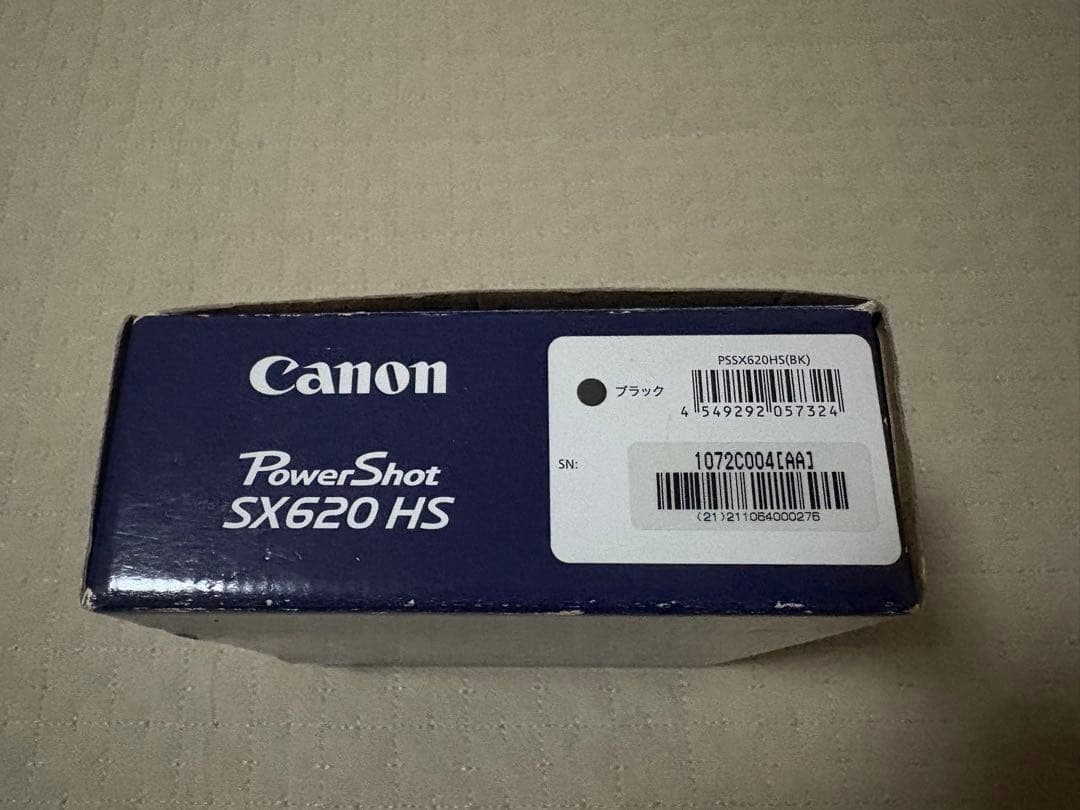 Canon
PowerShot
SX620 HS
PSSX620HS(BK)
ブラック
4 549292 057324
SN:
1072C004[AA]
(21)211064000276